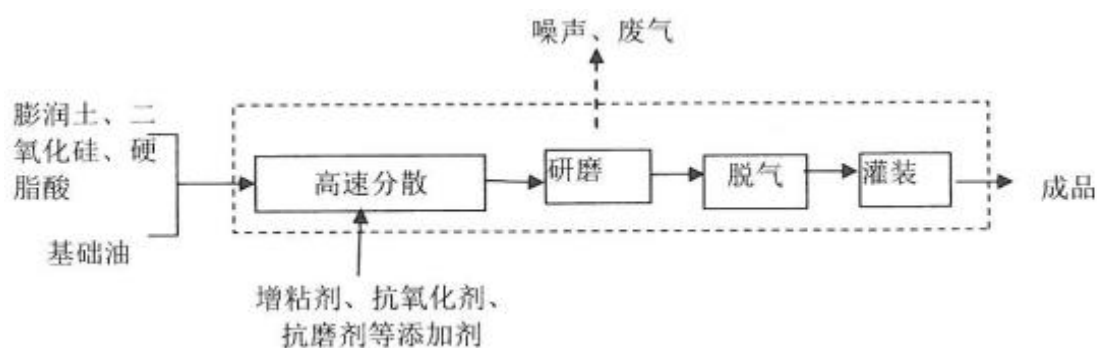 噪声、废气
膨润土、二
氧化硅、硬
脂酸
基础油
高速分散
研磨
脱气
灌装
成品
增粘剂、抗氧化剂、
抗磨剂等添加剂